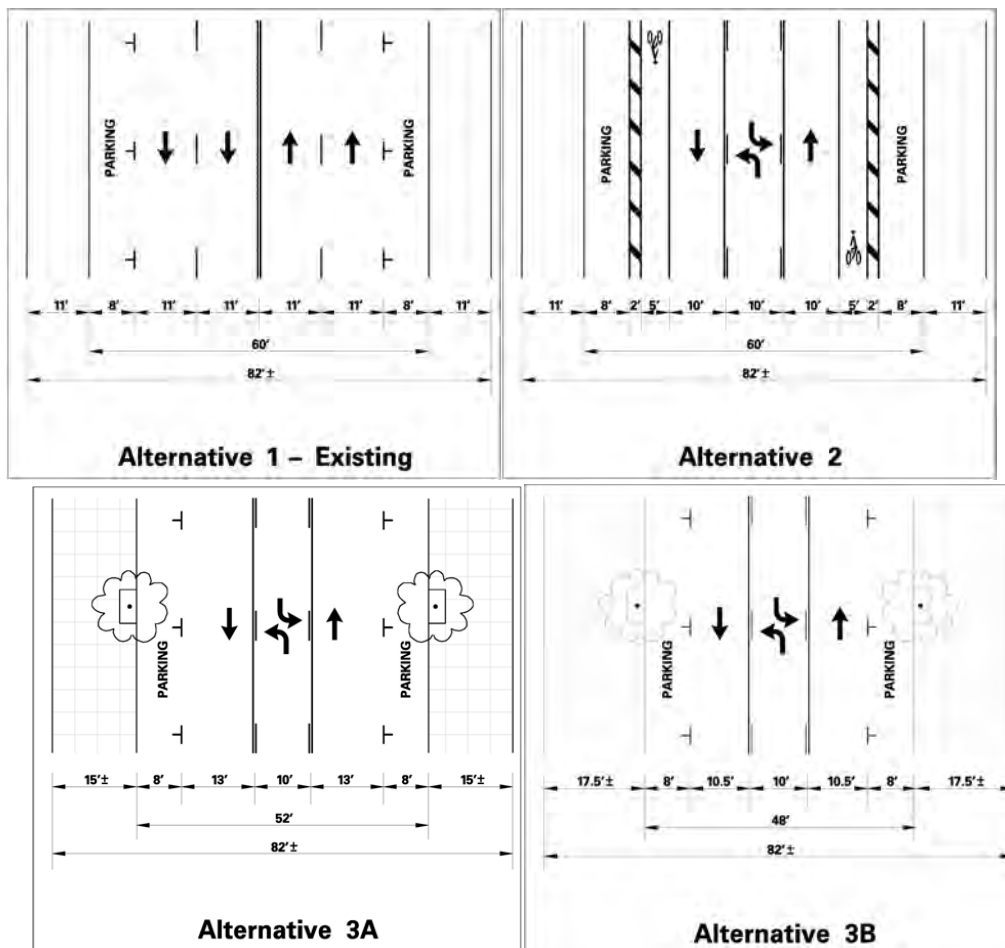 PARKING
PARKING
11' 8' 11' 11' 11' 11' 8' 11'
60'
82'±
Alternative 1 – Existing
PARKING
PARKING
11' 8' 2' 5' 10' 10' 10' 5' 2' 8' 11'
60'
82'±
Alternative 2
PARKING
PARKING
15'± 8' 13' 10' 13' 8' 15'±
52'
82'±
Alternative 3A
PARKING
PARKING
17.5'± 8' 10.5' 10' 10.5' 8' 17.5'±
48'
82'±
Alternative 3B